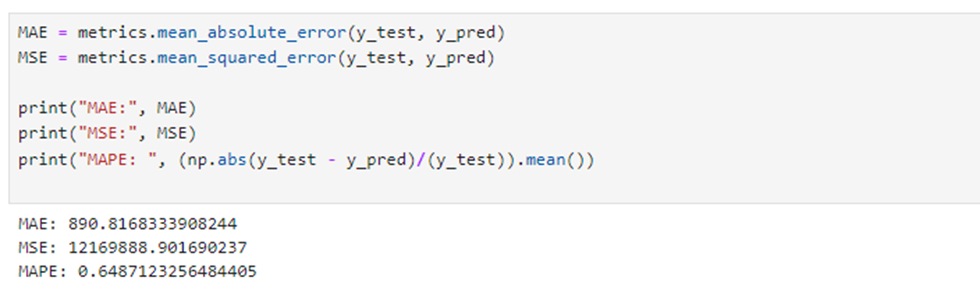 MAE = metrics.mean_absolute_error(y_test, y_pred)
MSE = metrics.mean_squared_error(y_test, y_pred)
print("MAE:", MAE)
print("MSE:", MSE)
print("MAPE: ", (np.abs(y_test - y_pred)/(y_test)).mean())
MAE: 890.8168333908244
MSE: 12169888.901690237
MAPE: 0.6487123256484405